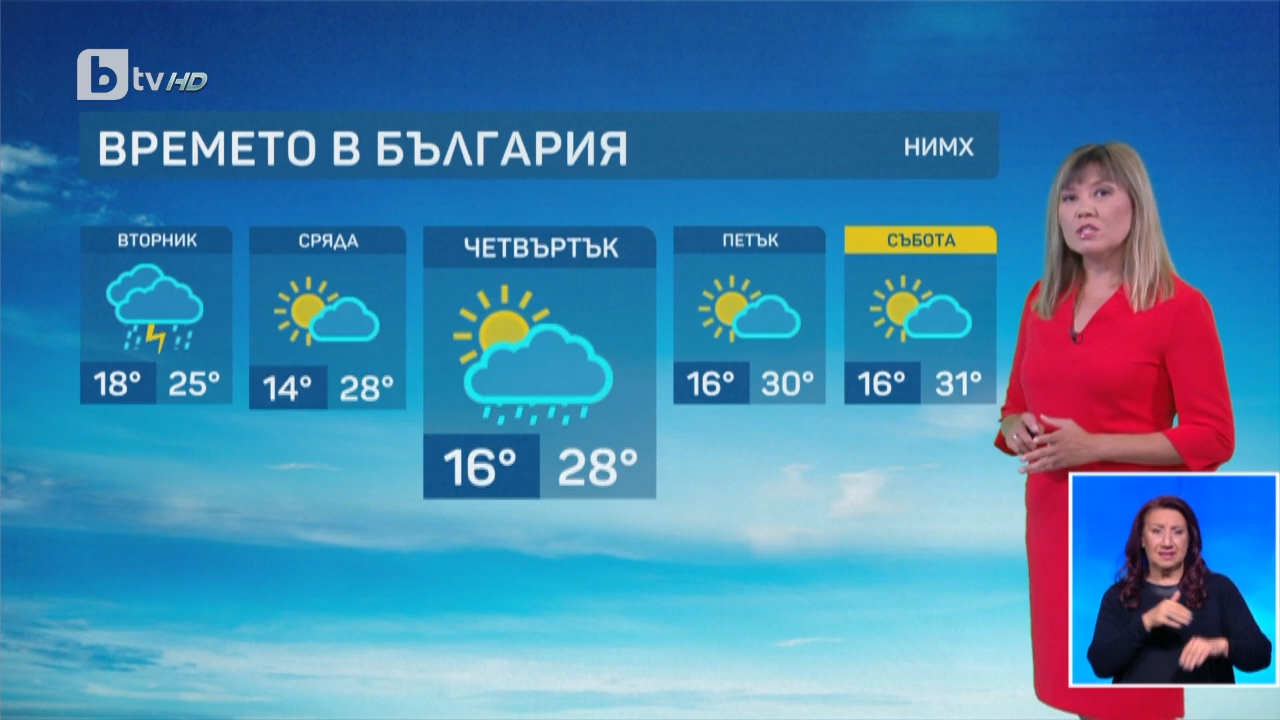 btv HD
ВРЕМЕТО В БЪЛГАРИЯ
НИМХ
ВТОРНИК
18° 25°
СРЯДА
14° 28°
ЧЕТВЪРТЪК
16° 28°
ПЕТЪК
16° 30°
СЪБОТА
16° 31°